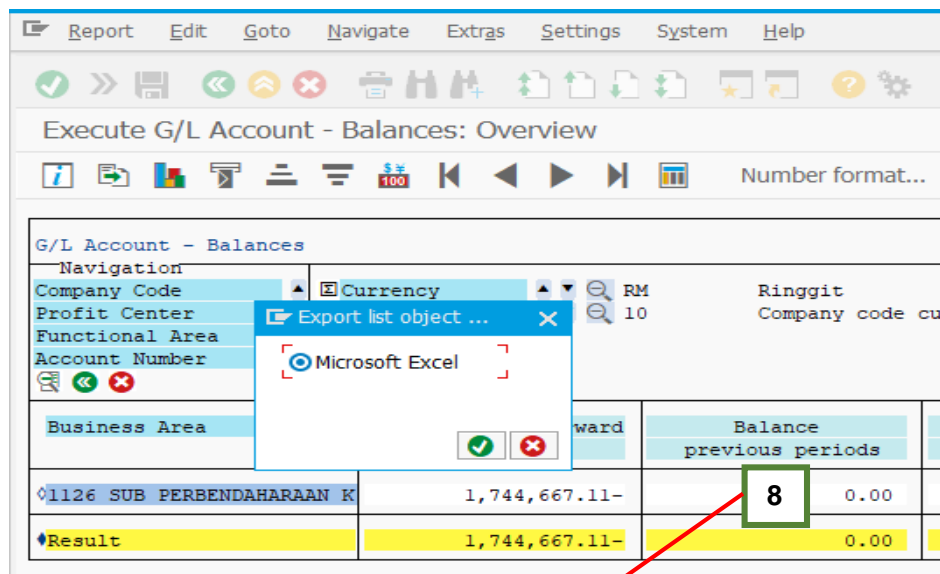 Report Edit Goto Navigate Extras Settings System Help
Execute G/L Account - Balances: Overview
Number format...
G/L Account - Balances
Navigation
Company Code
Currency
RM
Ringgit
Profit Center
10
Company code cu
Functional Area
Account Number
Export list object ...
Microsoft Excel
Business Area
ward
Balance
previous periods
1126 SUB PERBENDAHARAAN K
1,744,667.11-
8
0.00
Result
1,744,667.11-
0.00